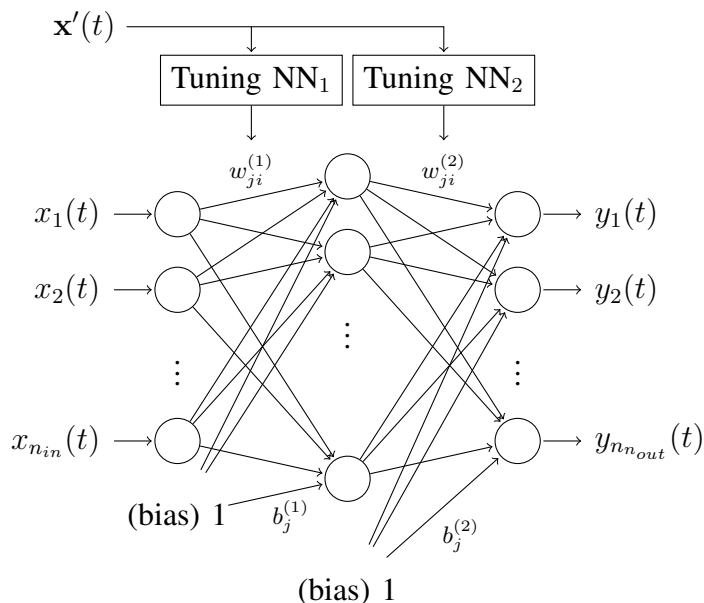 x′(t)
Tuning NN₁ Tuning NN₂
w_{ji}^{(1)} w_{ji}^{(2)}
x₁(t) y₁(t)
x₂(t) y₂(t)
⋮ ⋮ ⋮
x_{n_{in}}(t) y_{n_{n_{out}}}(t)
(bias) 1 b_j^{(1)} b_j^{(2)}
(bias) 1